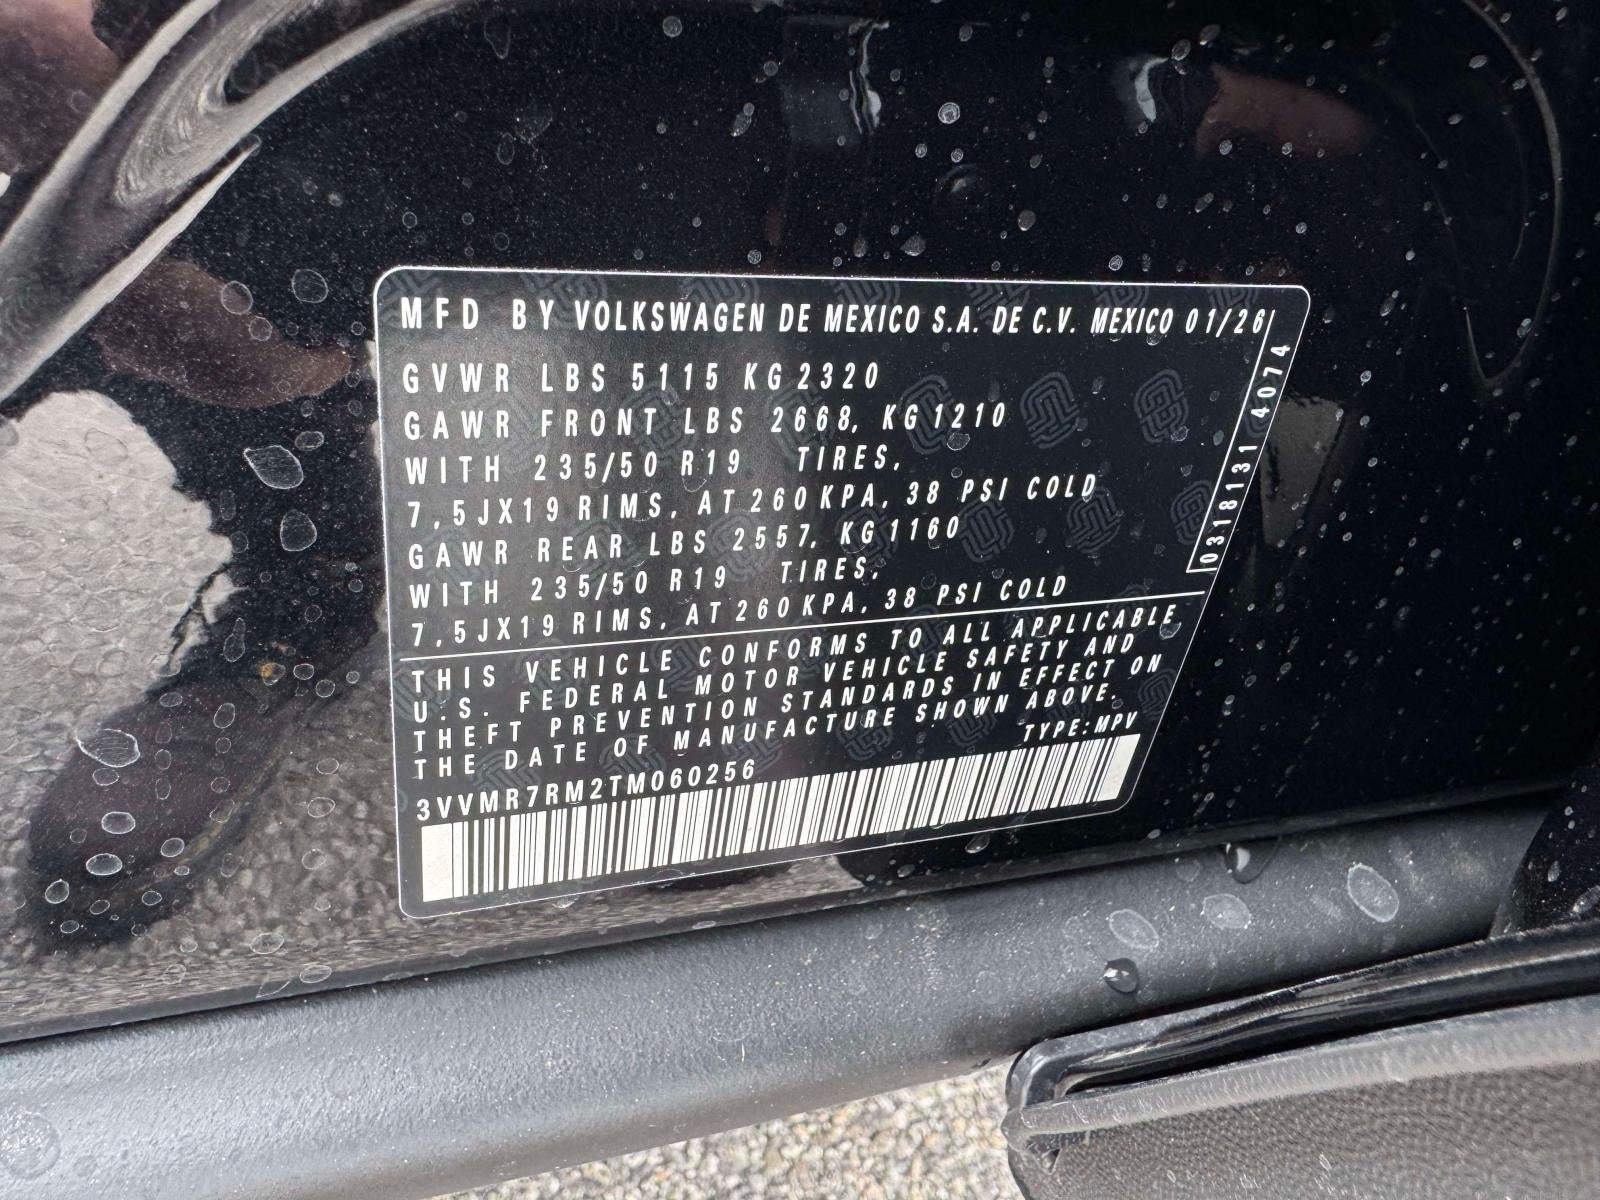 MFD BY VOLKSWAGEN DE MEXICO S.A. DE C.V. MEXICO 01/26
GVWR LBS 5115 KG 2320
GAWR FRONT LBS 2668, KG 1210
WITH 235/50 R19 TIRES,
7,5JX19 RIMS, AT 260 KPA, 38 PSI COLD
GAWR REAR LBS 2557, KG 1160
WITH 235/50 R19 TIRES,
7,5JX19 RIMS, AT 260 KPA, 38 PSI COLD
0318131 4074
THIS VEHICLE CONFORMS TO ALL APPLICABLE
U.S. FEDERAL MOTOR VEHICLE SAFETY AND
THEFT PREVENTION STANDARDS IN EFFECT ON
THE DATE OF MANUFACTURE SHOWN ABOVE.
TYPE: MPV
3VVMR7RM2TM060256